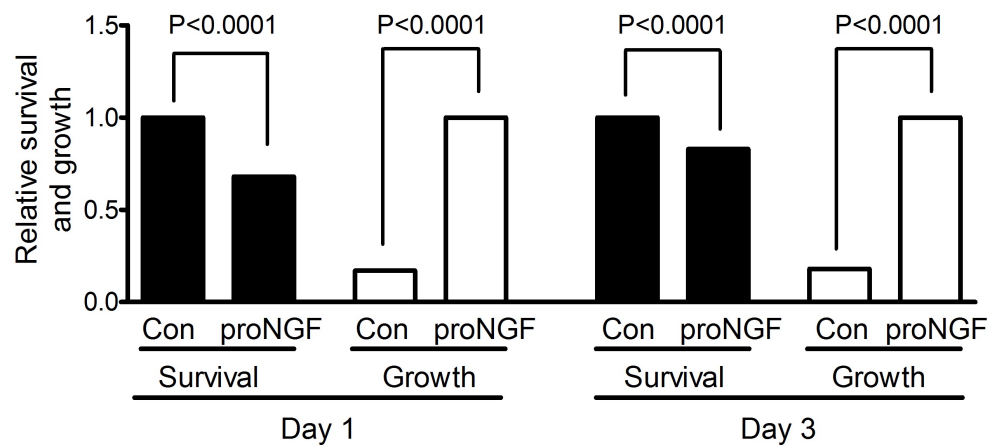 Relative survival
and growth
1.5
1.0
0.5
0.0
P<0.0001 P<0.0001 P<0.0001 P<0.0001
Con proNGF Con proNGF Con proNGF Con proNGF
Survival Growth Survival Growth
Day 1 Day 3